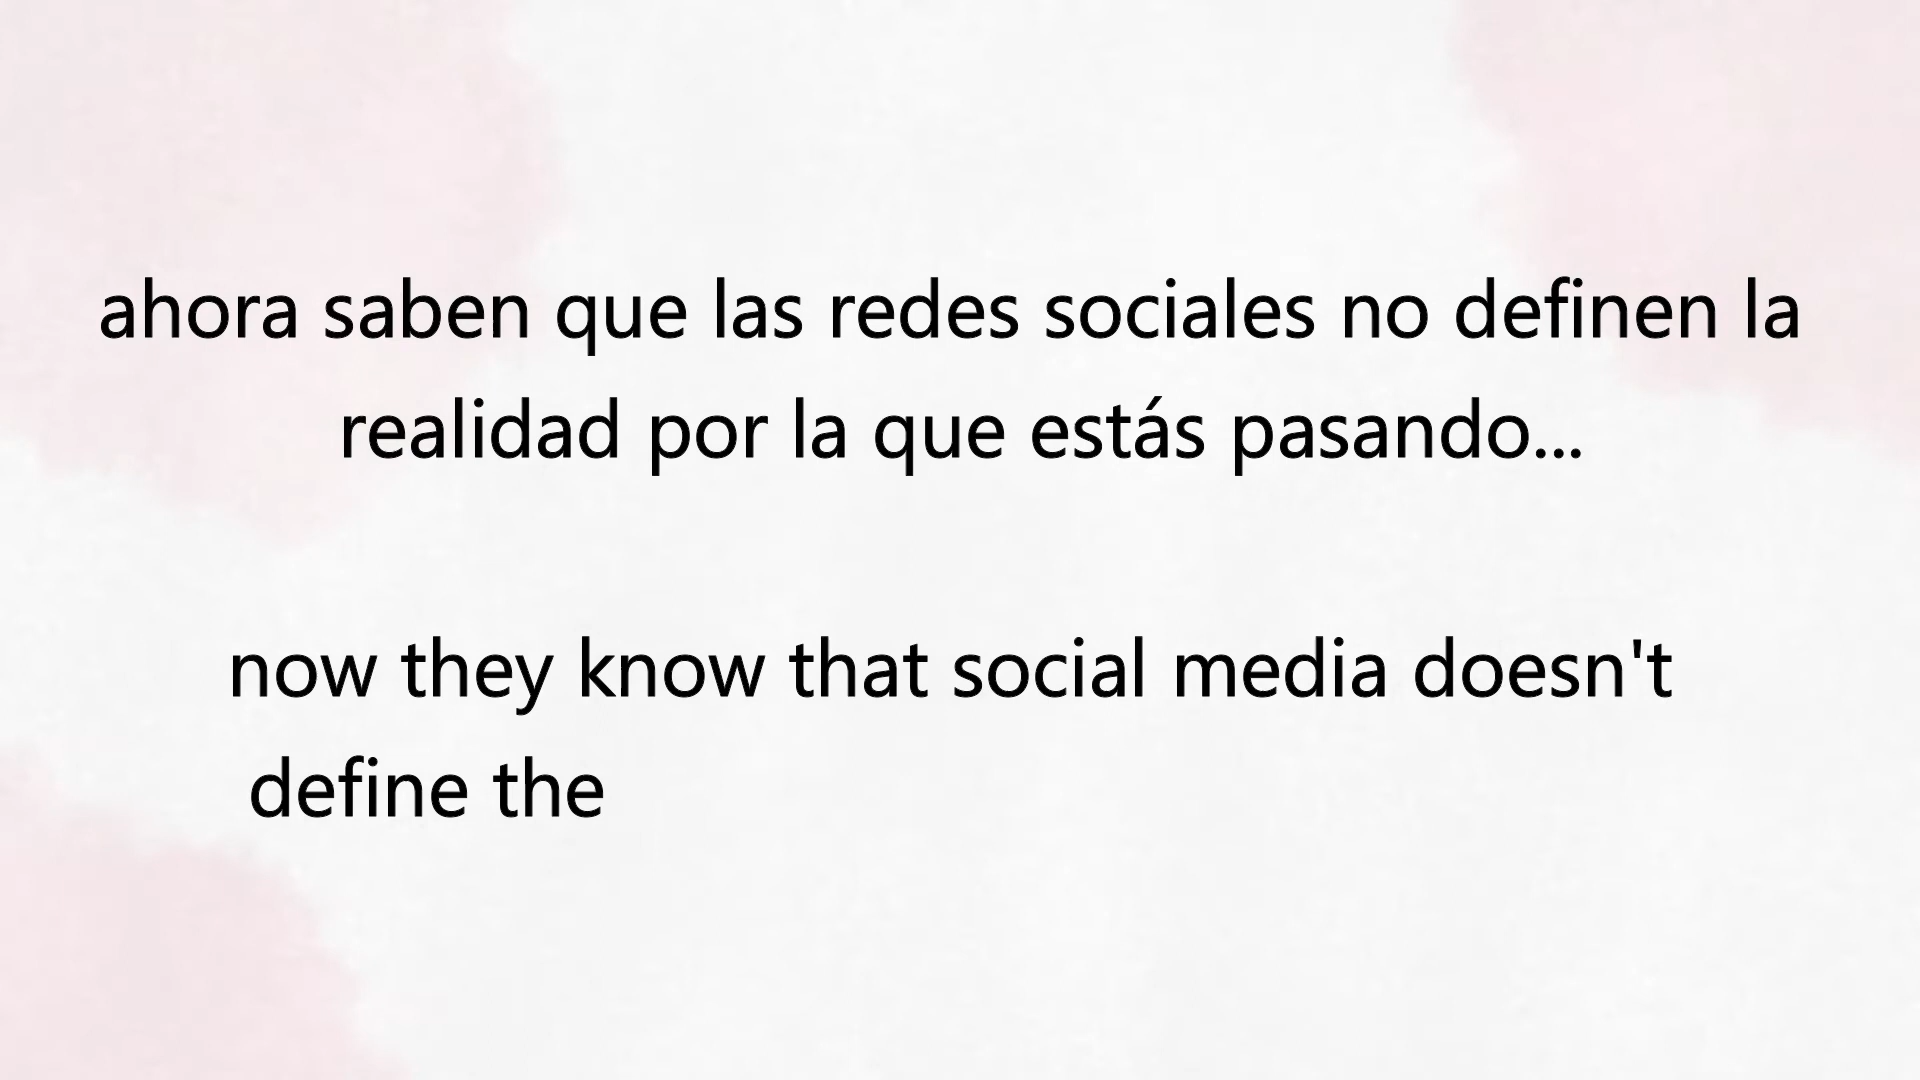 ahora saben que las redes sociales no definen la
realidad por la que estás pasando...
now they know that social media doesn't
define the